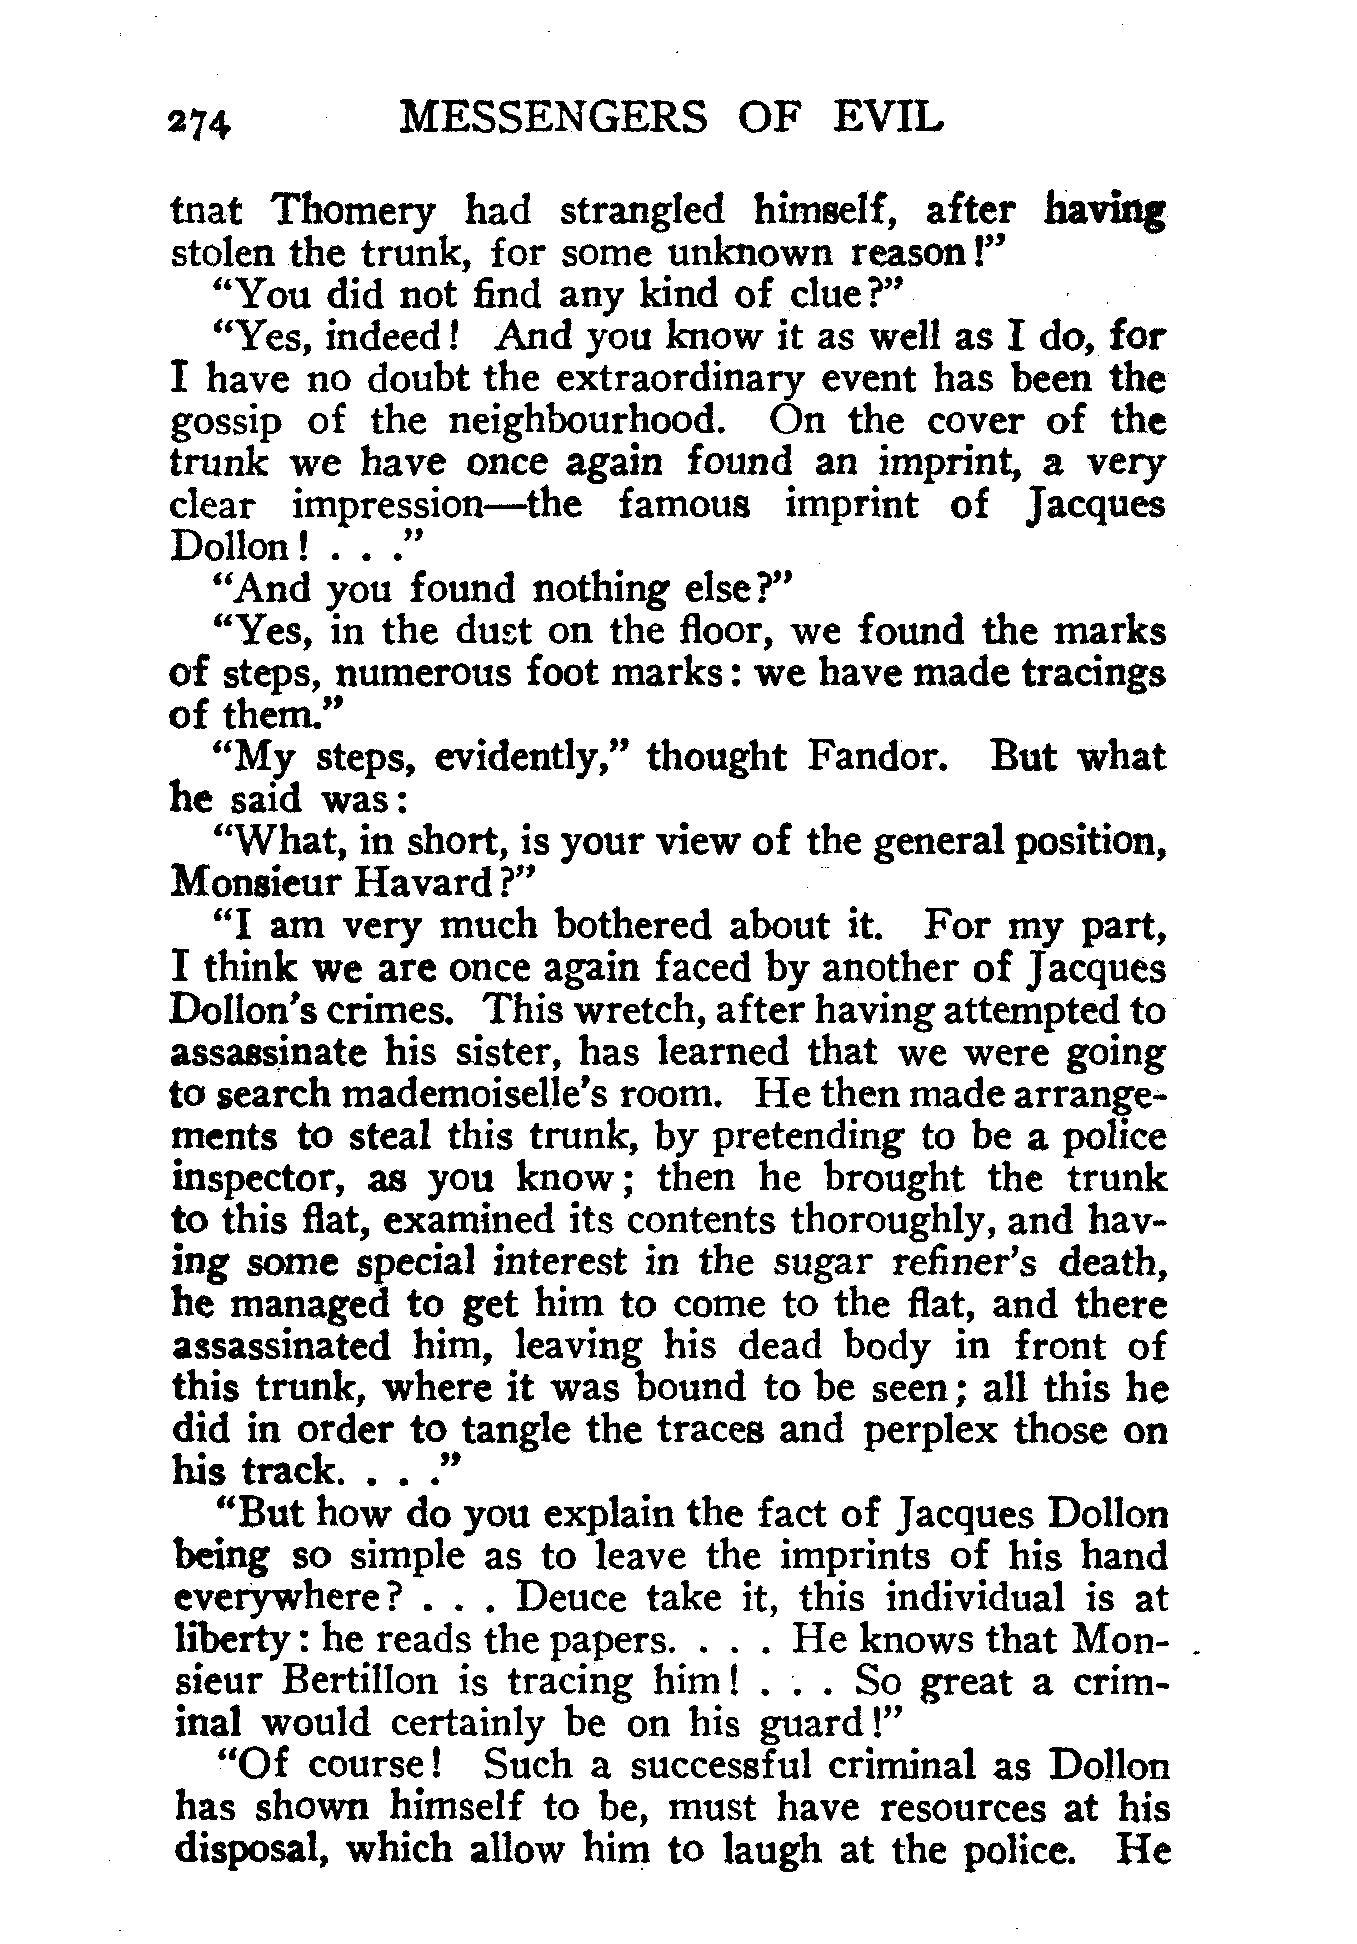 274 MESSENGERS OF EVIL
tnat Thomery had strangled himself, after having
stolen the trunk, for some unknown reason!"
"You did not find any kind of clue?"
"Yes, indeed! And you know it as well as I do, for
I have no doubt the extraordinary event has been the
gossip of the neighbourhood. On the cover of the
trunk we have once again found an imprint, a very
clear impression—the famous imprint of Jacques
Dollon! . . ."
"And you found nothing else?"
"Yes, in the dust on the floor, we found the marks
of steps, numerous foot marks: we have made tracings
of them."
"My steps, evidently," thought Fandor. But what
he said was:
"What, in short, is your view of the general position,
Monsieur Havard?"
"I am very much bothered about it. For my part,
I think we are once again faced by another of Jacques
Dollon's crimes. This wretch, after having attempted to
assassinate his sister, has learned that we were going
to search mademoiselle's room. He then made arrange-
ments to steal this trunk, by pretending to be a police
inspector, as you know; then he brought the trunk
to this flat, examined its contents thoroughly, and hav-
ing some special interest in the sugar refiner's death,
he managed to get him to come to the flat, and there
assassinated him, leaving his dead body in front of
this trunk, where it was bound to be seen; all this he
did in order to tangle the traces and perplex those on
his track. . . ."
"But how do you explain the fact of Jacques Dollon
being so simple as to leave the imprints of his hand
everywhere? . . . Deuce take it, this individual is at
liberty: he reads the papers. . . . He knows that Mon-
sieur Bertillon is tracing him! . . . So great a crim-
inal would certainly be on his guard!"
"Of course! Such a successful criminal as Dollon
has shown himself to be, must have resources at his
disposal, which allow him to laugh at the police. He